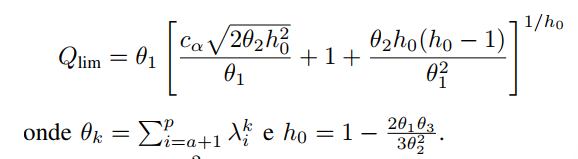 Q_lim = θ_1 [ c_α √(2θ_2 h_0^2) / θ_1 + 1 + θ_2 h_0 (h_0 − 1) / θ_1^2 ]^{1/h_0}
onde θ_k = ∑_{i=a+1}^{p} λ_i^k e h_0 = 1 − 2θ_1θ_3 / 3θ_2^2 .